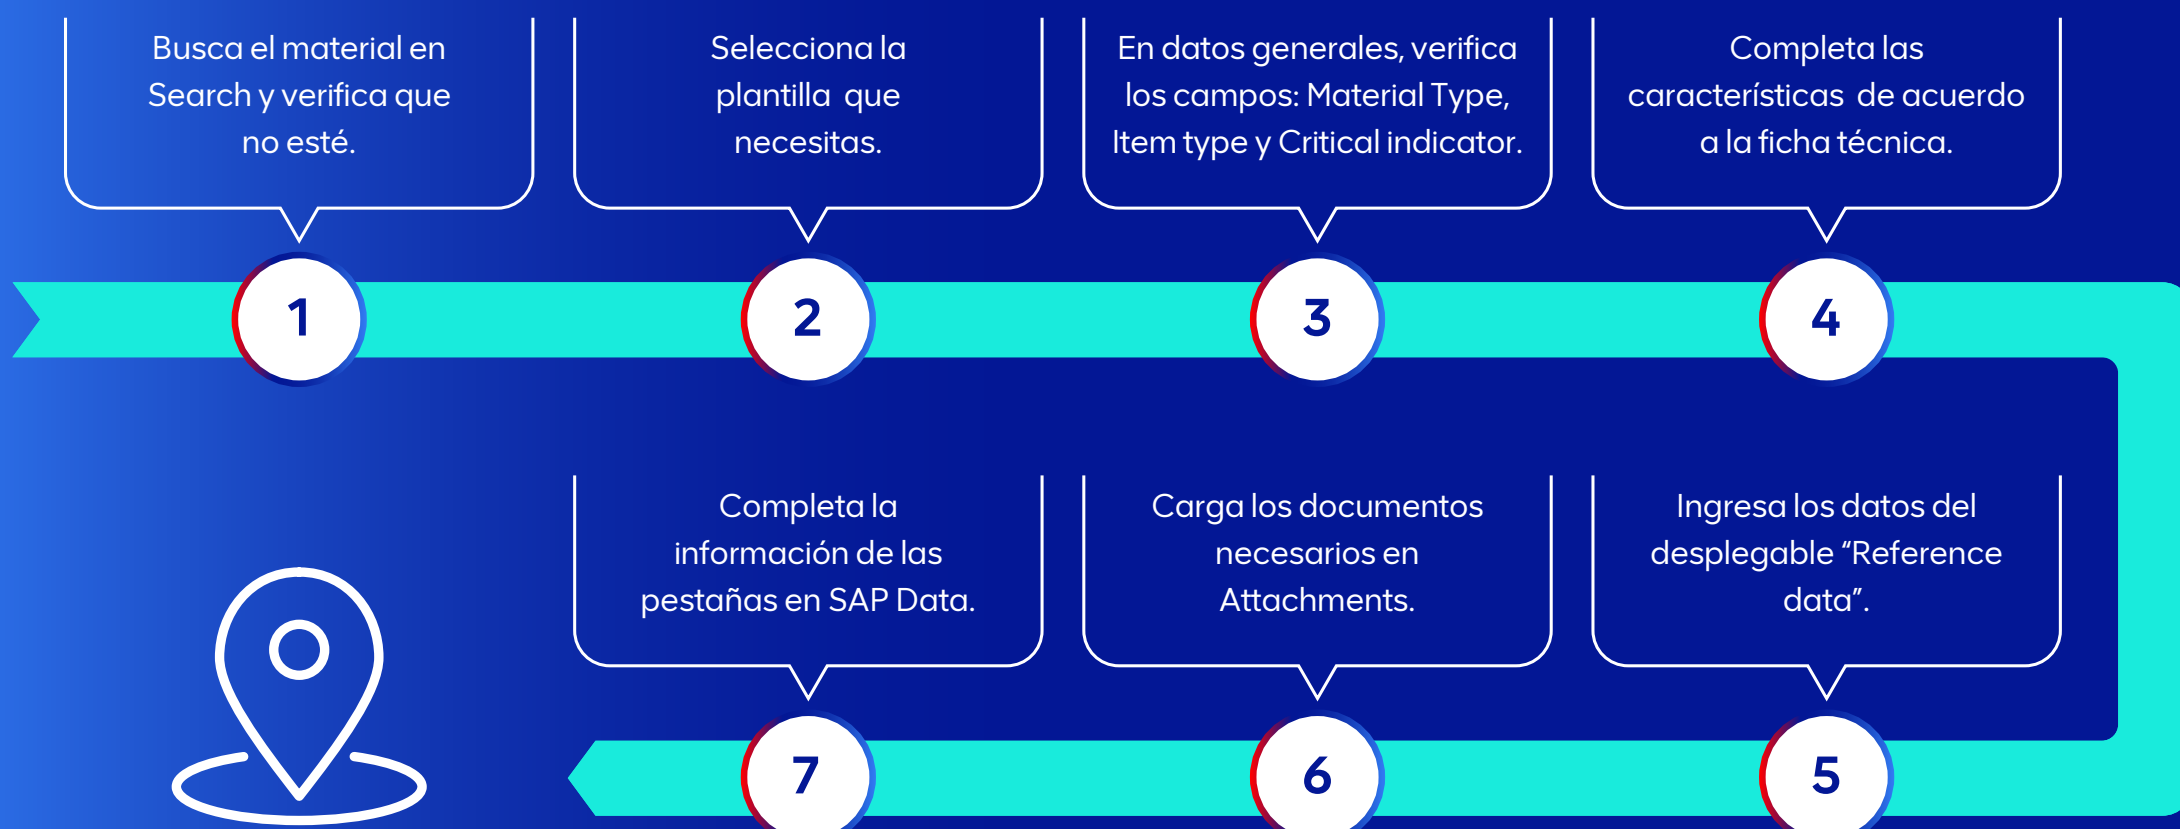 Busca el material en
Search y verifica que
no esté.
Selecciona la
plantilla que
necesitas.
En datos generales, verifica
los campos: Material Type,
Item type y Critical indicator.
Completa las
características de acuerdo
a la ficha técnica.
1
2
3
4
Completa la
información de las
pestañas en SAP Data.
Carga los documentos
necesarios en
Attachments.
Ingresa los datos del
desplegable “Reference
data”.
7
6
5